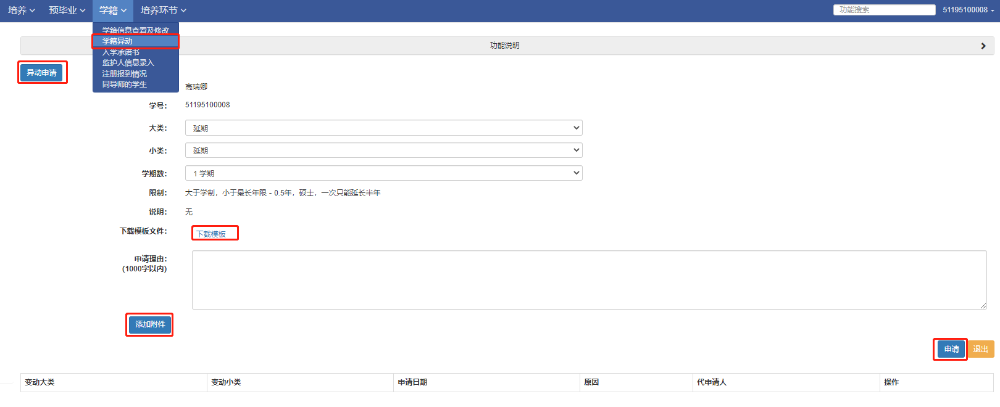 培养 预毕业 学籍 培养环节 功能搜索 51195100008
学籍信息查看及修改
学籍异动
入学承诺书
监护人信息录入
注册报到情况
同导师的学生
功能说明
异动申请
高瑞卿
学号： 51195100008
大类： 延期
小类： 延期
学期数： 1 学期
限制： 大于学制，小于最长年限 - 0.5年，硕士，一次只能延长半年
说明： 无
下载模板文件： 下载模板
申请理由：
(1000字以内)
添加附件
申请 退出
变动大类 变动小类 申请日期 原因 代申请人 操作